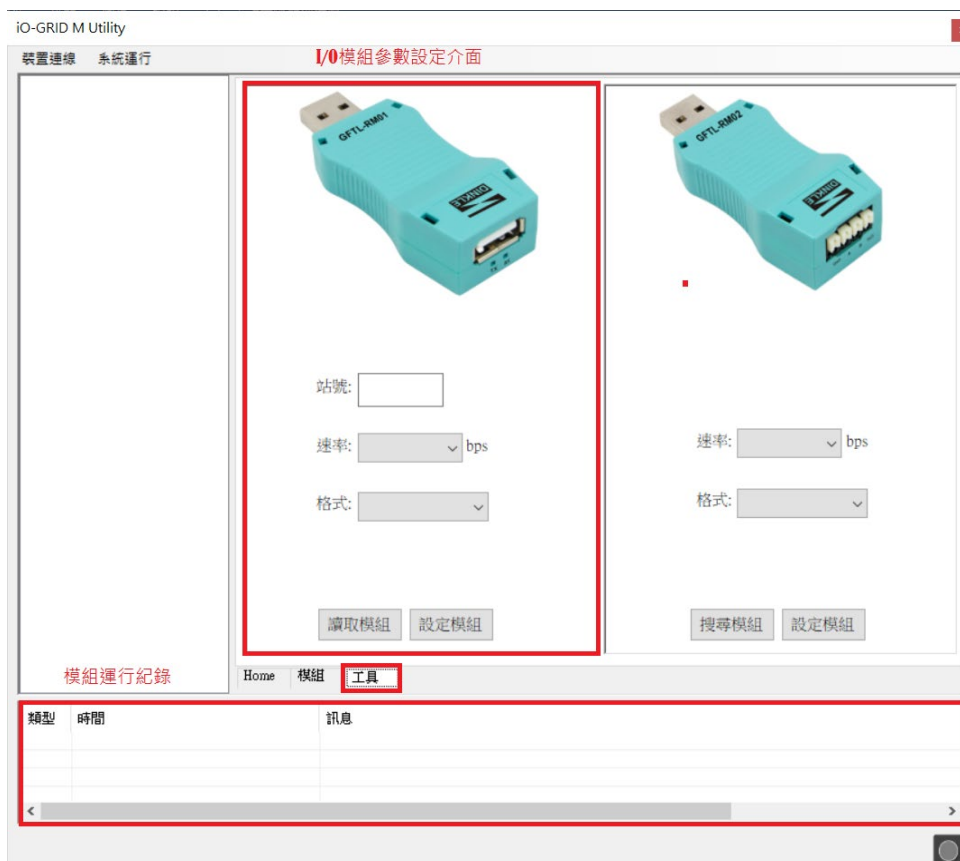 iO-GRID M Utility
裝置連線 系統運行
I/0模組參數設定介面
GFTL-RM01
DINKLE
站號:
速率: bps
格式:
讀取模組 設定模組
GFTL-RM02
DINKLE
速率: bps
格式:
搜尋模組 設定模組
模組運行紀錄
Home 模組 工具
類型 時間 訊息